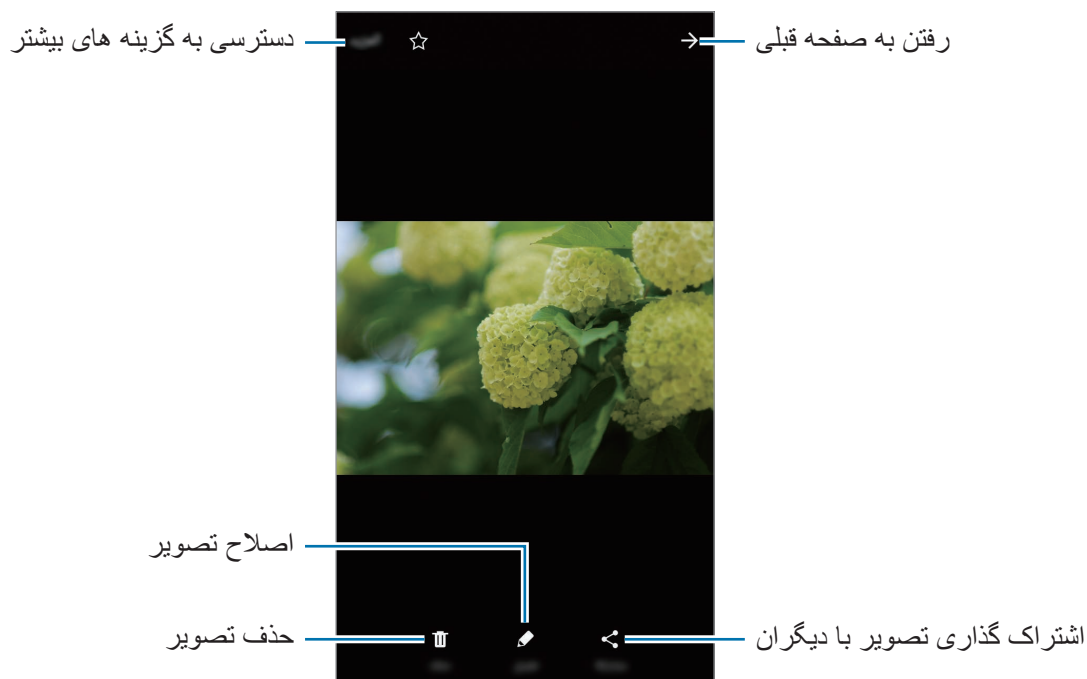 رفتن به صفحه قبلی
دسترسی به گزینه های بیشتر
اصلاح تصویر
اشتراک گذاری تصویر با دیگران
حذف تصویر